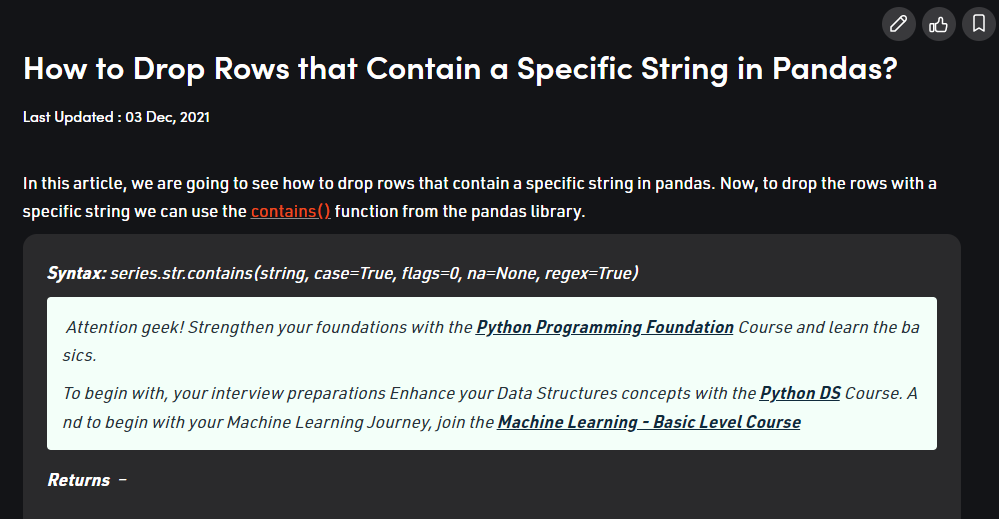 How to Drop Rows that Contain a Specific String in Pandas?
Last Updated : 03 Dec, 2021
In this article, we are going to see how to drop rows that contain a specific string in pandas. Now, to drop the rows with a
specific string we can use the contains() function from the pandas library.
Syntax: series.str.contains(string, case=True, flags=0, na=None, regex=True)
Attention geek! Strengthen your foundations with the Python Programming Foundation Course and learn the ba
sics.
To begin with, your interview preparations Enhance your Data Structures concepts with the Python DS Course. A
nd to begin with your Machine Learning Journey, join the Machine Learning - Basic Level Course
Returns –